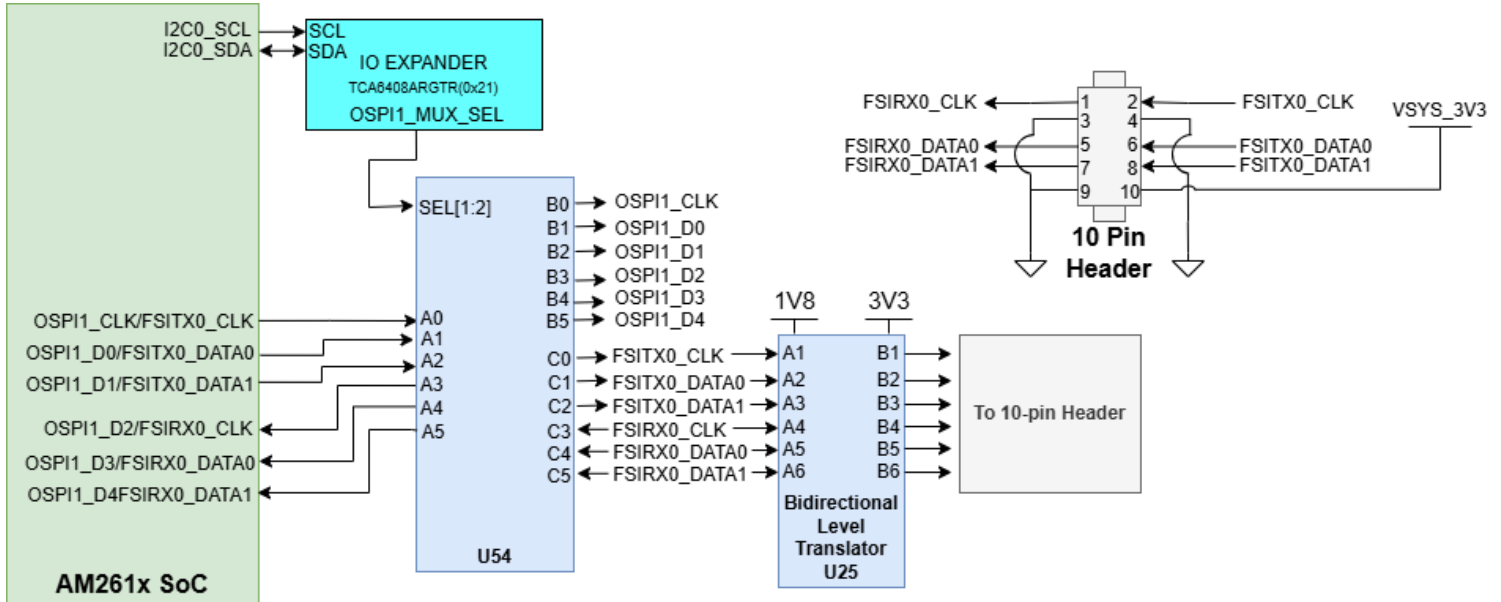 I2C0_SCL
I2C0_SDA
SCL
SDA
IO EXPANDER
TCA6408ARGTR(0x21)
OSPI1_MUX_SEL
SEL[1:2]
OSPI1_CLK/FSITX0_CLK
OSPI1_D0/FSITX0_DATA0
OSPI1_D1/FSITX0_DATA1
OSPI1_D2/FSIRX0_CLK
OSPI1_D3/FSIRX0_DATA0
OSPI1_D4FSIRX0_DATA1
AM261x SoC
A0
A1
A2
A3
A4
A5
B0
B1
B2
B3
B4
B5
C0
C1
C2
C3
C4
C5
U54
OSPI1_CLK
OSPI1_D0
OSPI1_D1
OSPI1_D2
OSPI1_D3
OSPI1_D4
FSITX0_CLK
FSITX0_DATA0
FSITX0_DATA1
FSIRX0_CLK
FSIRX0_DATA0
FSIRX0_DATA1
1V8
3V3
A1 B1
A2 B2
A3 B3
A4 B4
A5 B5
A6 B6
Bidirectional
Level
Translator
U25
To 10-pin Header
FSIRX0_CLK 1 2 FSITX0_CLK
3 4
FSIRX0_DATA0 5 6 FSITX0_DATA0
FSIRX0_DATA1 7 8 FSITX0_DATA1
9 10
VSYS_3V3
10 Pin
Header